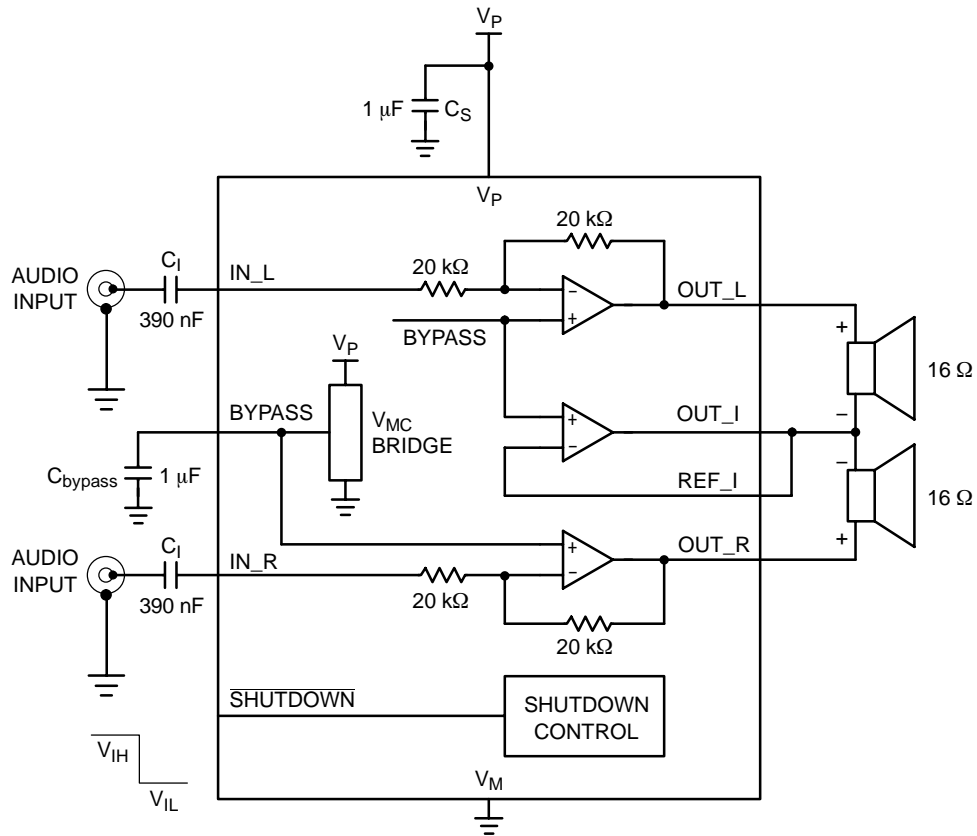 V_P
1 μF
C_S
V_P
20 kΩ
AUDIO
INPUT
C_I
390 nF
IN_L
20 kΩ
−
+
OUT_L
BYPASS
+
16 Ω
−
V_P
BYPASS
V_MC
BRIDGE
+
−
OUT_I
C_bypass
1 μF
REF_I
−
16 Ω
+
AUDIO
INPUT
C_I
390 nF
IN_R
20 kΩ
+
−
OUT_R
20 kΩ
SHUTDOWN
SHUTDOWN
CONTROL
V_IH
V_IL
V_M